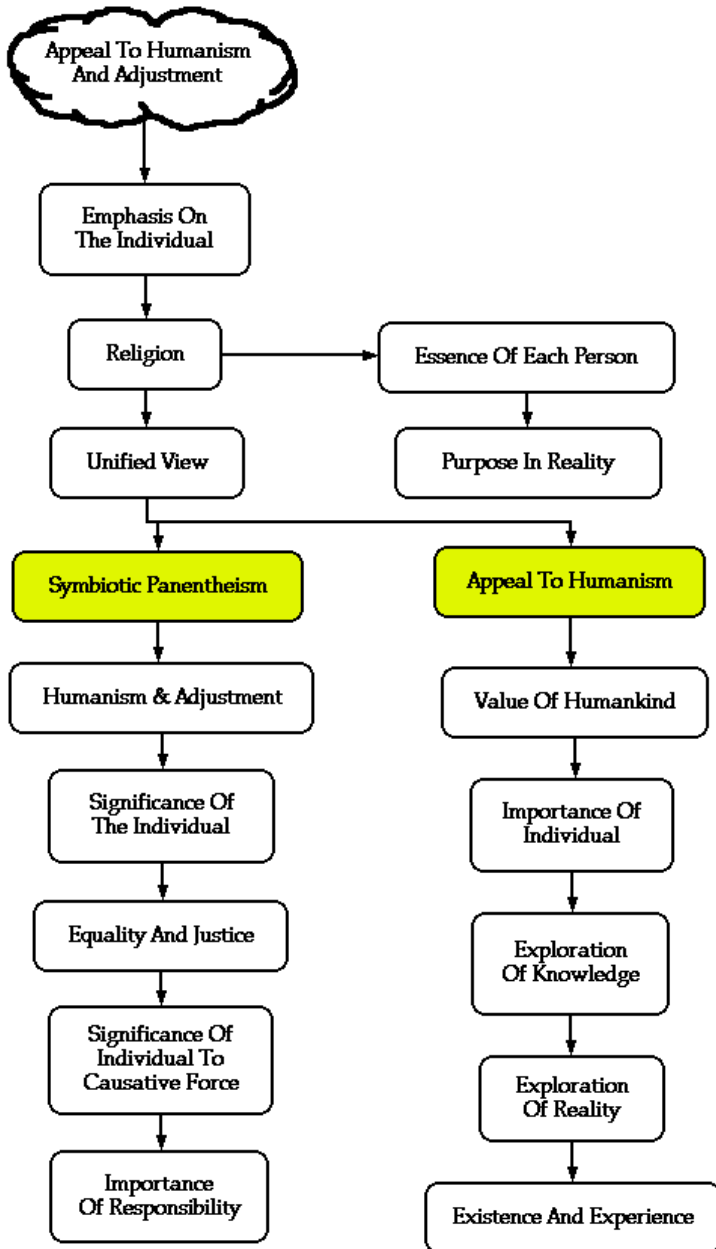 Appeal To Humanism
And Adjustment
Emphasis On
The Individual
Religion
Essence Of Each Person
Unified View
Purpose In Reality
Symbiotic Panentheism
Appeal To Humanism
Humanism & Adjustment
Value Of Humankind
Significance Of
The Individual
Importance Of
Individual
Equality And Justice
Exploration
Of Knowledge
Significance Of
Individual To
Causative Force
Exploration
Of Reality
Importance
Of Responsibility
Existence And Experience